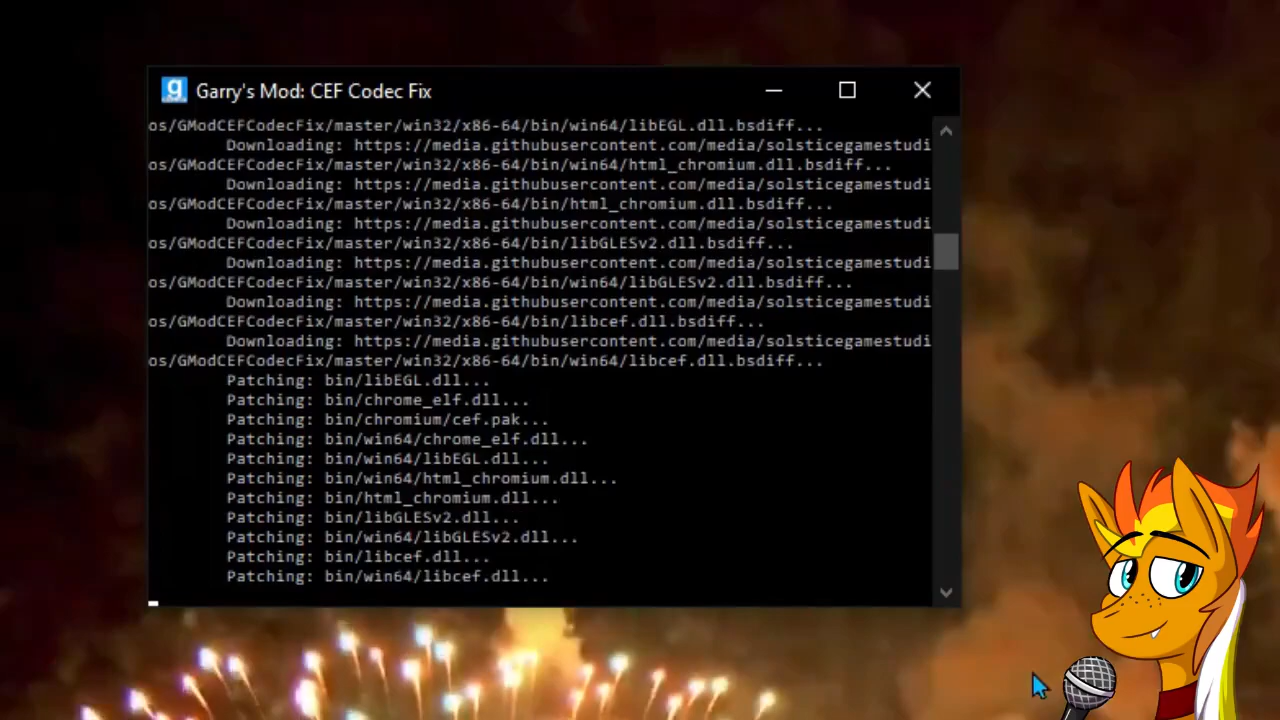 g
Garry's Mod: CEF Codec Fix
os/GModCEFCodecFix/master/win32/x86-64/bin/win64/libEGL.dll.bsdiff...
Downloading: https://media.githubusercontent.com/media/solsticegamestudi
os/GModCEFCodecFix/master/win32/x86-64/bin/win64/html_chromium.dll.bsdiff...
Downloading: https://media.githubusercontent.com/media/solsticegamestudi
os/GModCEFCodecFix/master/win32/x86-64/bin/html_chromium.dll.bsdiff...
Downloading: https://media.githubusercontent.com/media/solsticegamestudi
os/GModCEFCodecFix/master/win32/x86-64/bin/libGLESv2.dll.bsdiff...
Downloading: https://media.githubusercontent.com/media/solsticegamestudi
os/GModCEFCodecFix/master/win32/x86-64/bin/win64/libGLESv2.dll.bsdiff...
Downloading: https://media.githubusercontent.com/media/solsticegamestudi
os/GModCEFCodecFix/master/win32/x86-64/bin/libcef.dll.bsdiff...
Downloading: https://media.githubusercontent.com/media/solsticegamestudi
os/GModCEFCodecFix/master/win32/x86-64/bin/win64/libcef.dll.bsdiff...
Patching: bin/libEGL.dll...
Patching: bin/chrome_elf.dll...
Patching: bin/chromium/cef.pak...
Patching: bin/win64/chrome_elf.dll...
Patching: bin/win64/libEGL.dll...
Patching: bin/win64/html_chromium.dll...
Patching: bin/html_chromium.dll...
Patching: bin/libGLESv2.dll...
Patching: bin/win64/libGLESv2.dll...
Patching: bin/libcef.dll...
Patching: bin/win64/libcef.dll...